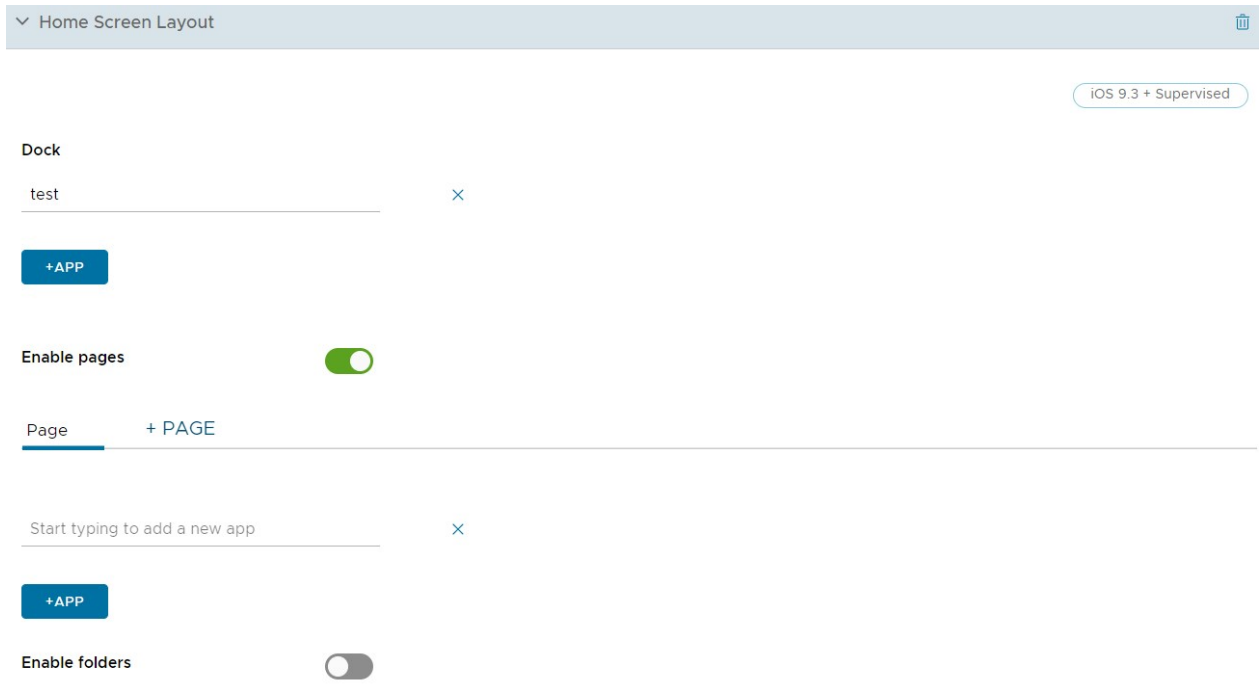 Home Screen Layout
iOS 9.3 + Supervised
Dock
test
+APP
Enable pages
Page + PAGE
Start typing to add a new app
+APP
Enable folders